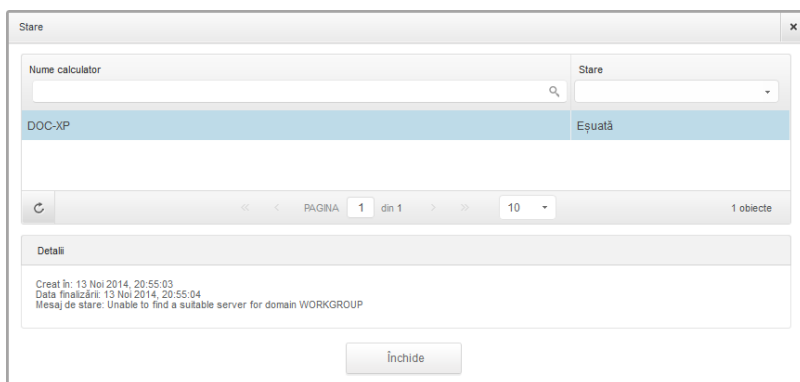 Stare
Nume calculator
Stare
DOC-XP
Eșuată
PAGINA 1 din 1
10
1 obiecte
Detalii
Creat în: 13 Noi 2014, 20:55:03
Data finalizării: 13 Noi 2014, 20:55:04
Mesaj de stare: Unable to find a suitable server for domain WORKGROUP
Închide